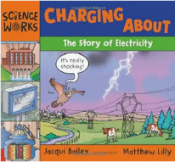 SCIENCE
WORKS
CHARGING
ABOUT
The Story of Electricity
It's really
shocking!
Jacqui Bailey
Matthew Lilly